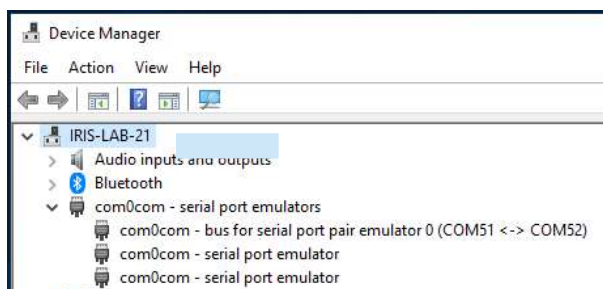 Device Manager
File Action View Help
IRIS-LAB-21
Audio inputs and outputs
Bluetooth
com0com - serial port emulators
com0com - bus for serial port pair emulator 0 (COM51 <-> COM52)
com0com - serial port emulator
com0com - serial port emulator